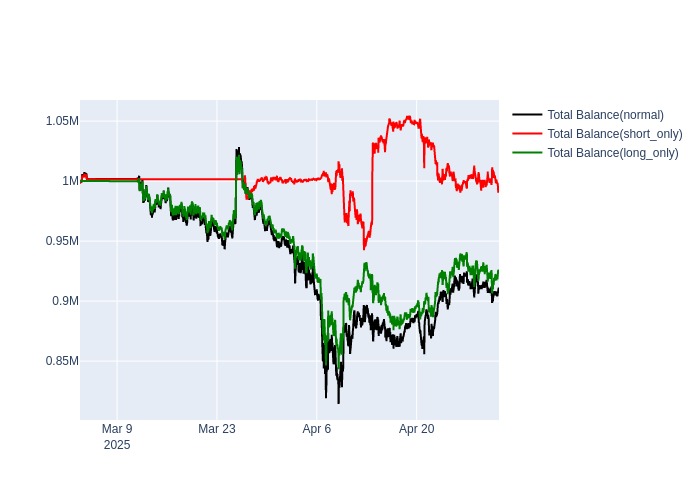 1.05M
1M
0.95M
0.9M
0.85M
Mar 9
2025
Mar 23
Apr 6
Apr 20
Total Balance(normal)
Total Balance(short_only)
Total Balance(long_only)